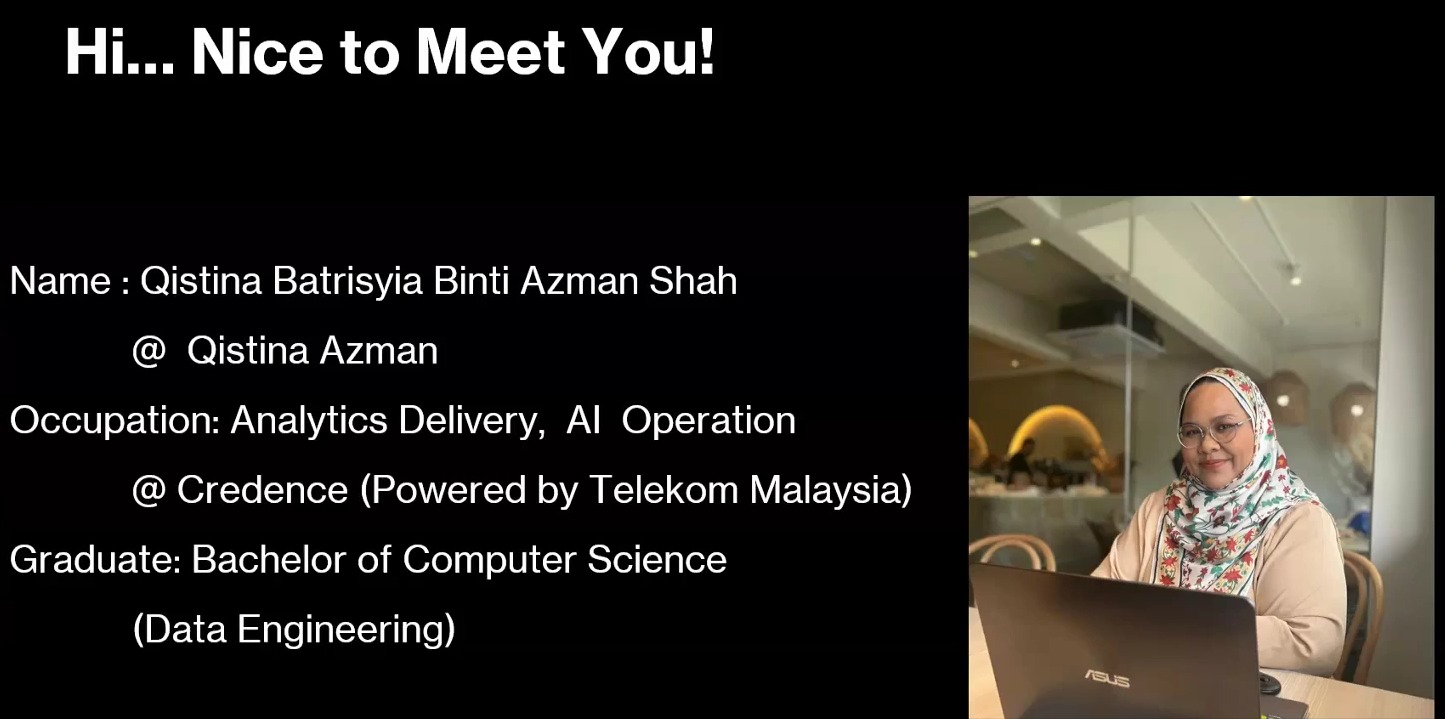 Hi... Nice to Meet You!
Name : Qistina Batrisyia Binti Azman Shah
@ Qistina Azman
Occupation: Analytics Delivery, AI Operation
@ Credence (Powered by Telekom Malaysia)
Graduate: Bachelor of Computer Science
(Data Engineering)
ASUS